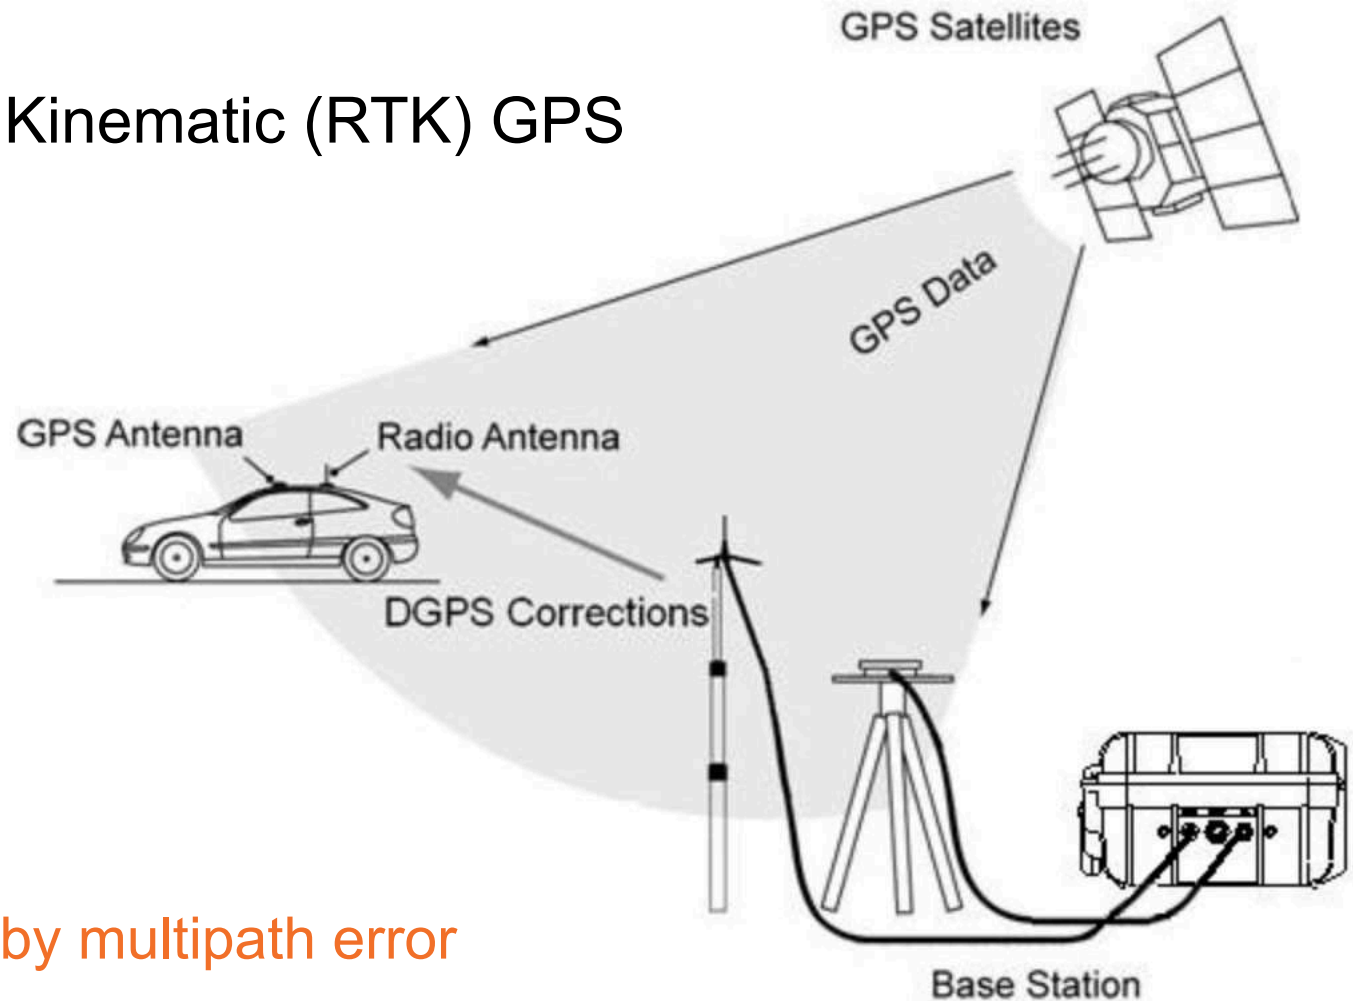 GPS Satellites
Kinematic (RTK) GPS
GPS Data
GPS Antenna
Radio Antenna
DGPS Corrections
by multipath error
Base Station